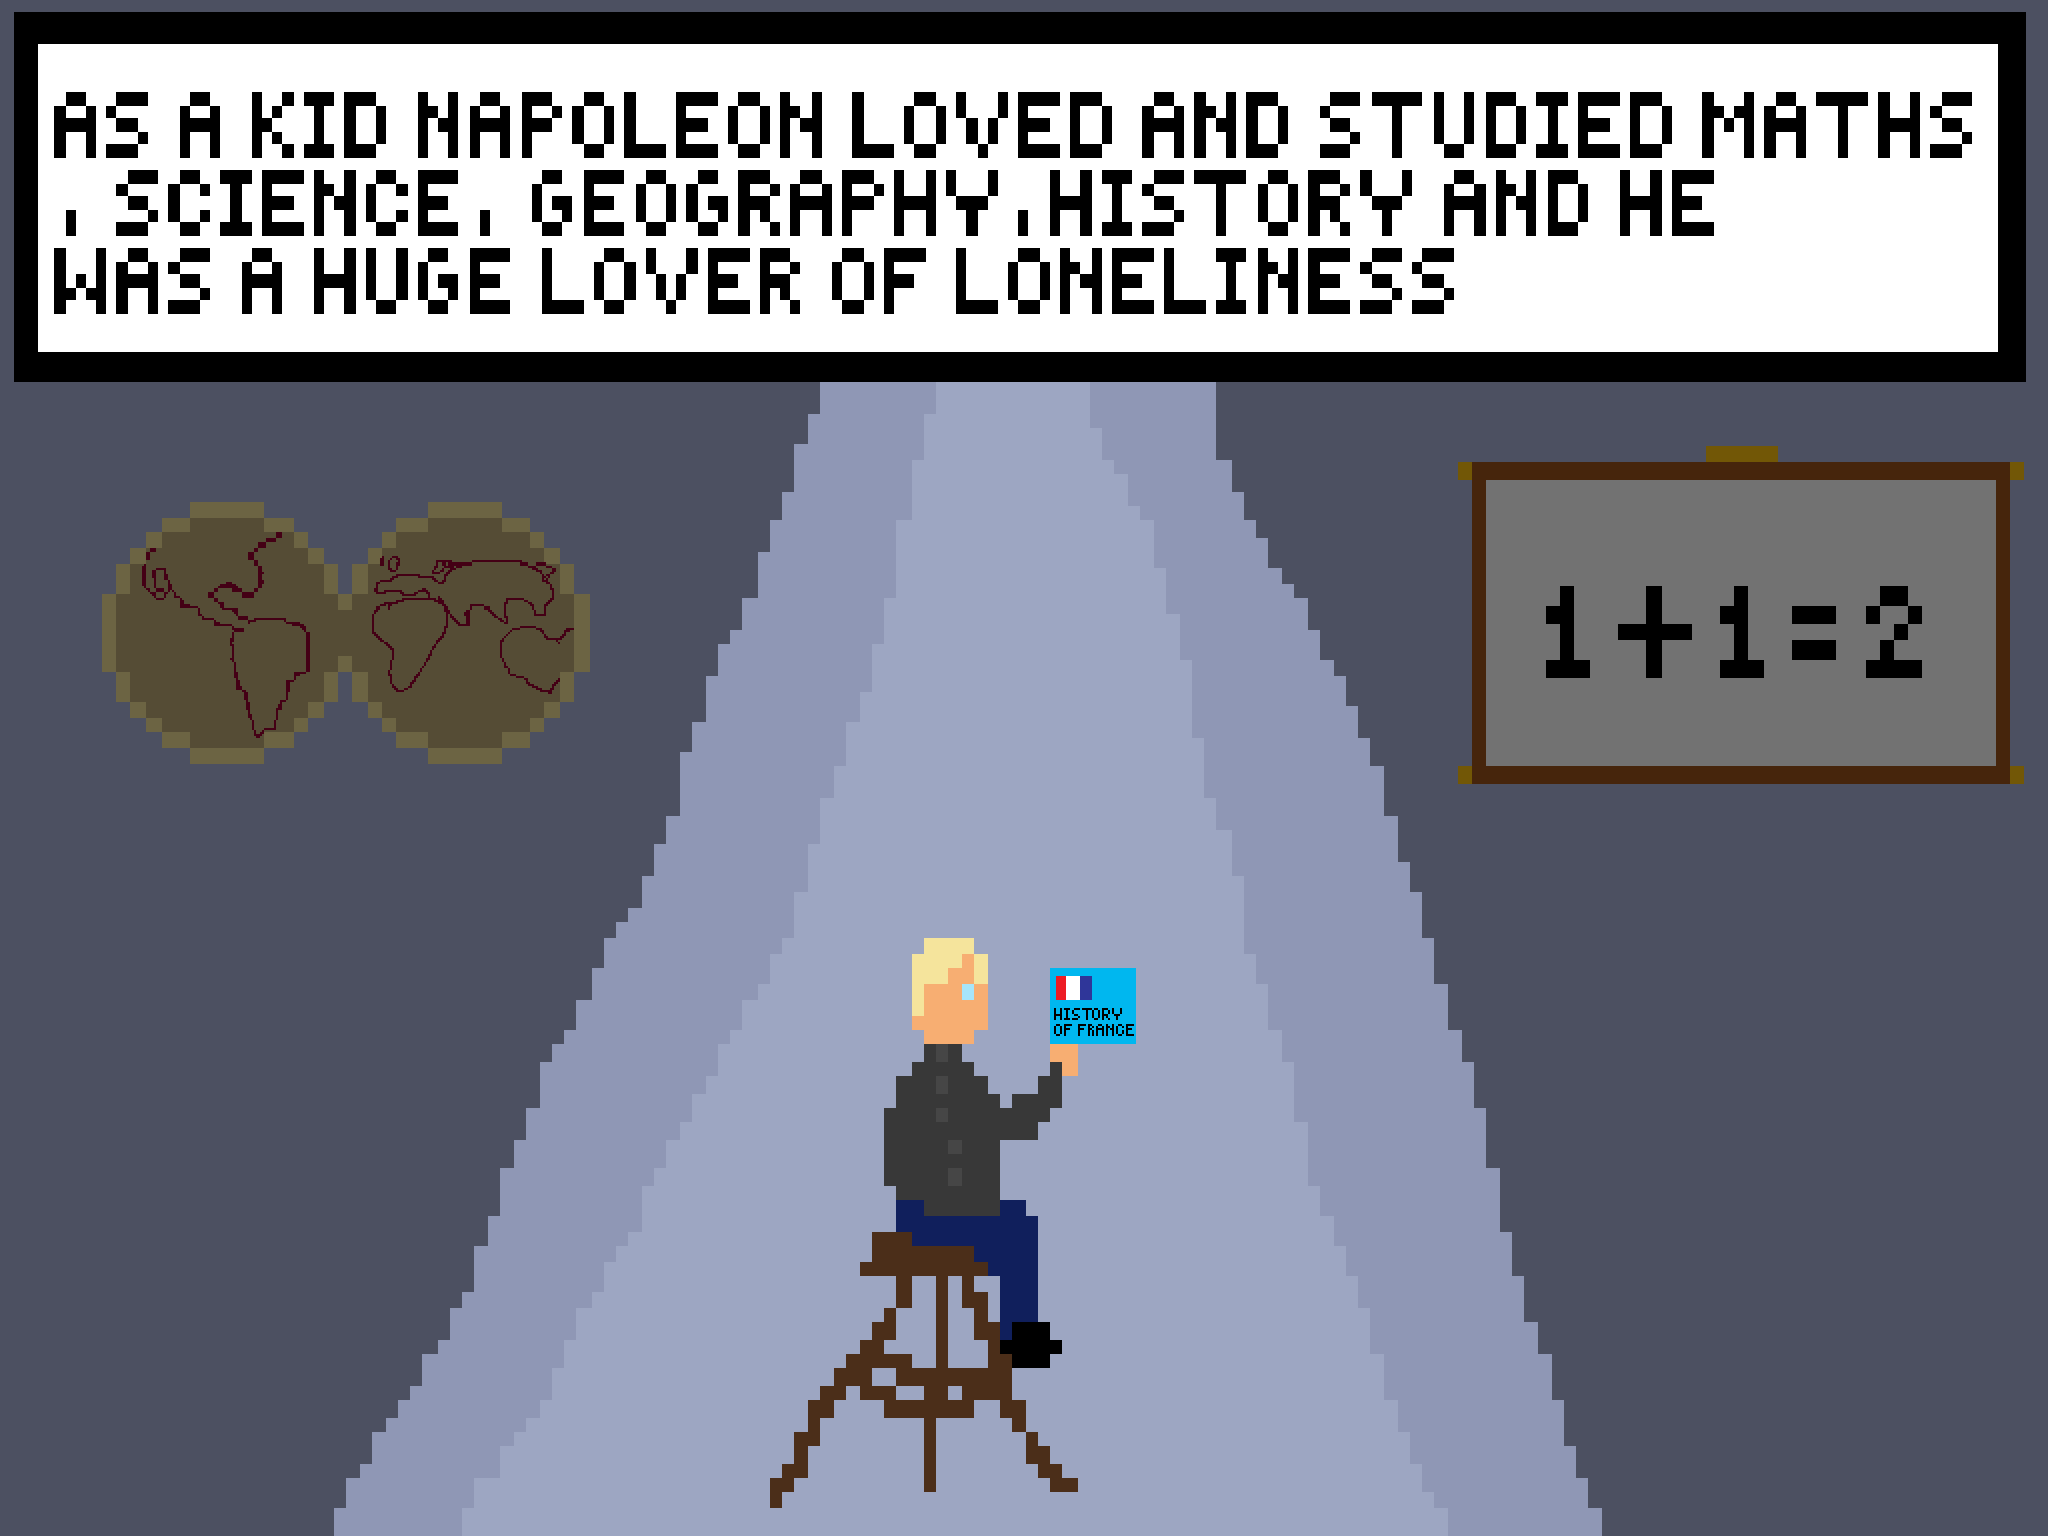 AS A KID NAPOLEON LOVED AND STUDIED MATHS
, SCIENCE, GEOGRAPHY,HISTORY AND HE
WAS A HUGE LOVER OF LONELINESS
1+1=2
HISTORY
OF FRANCE